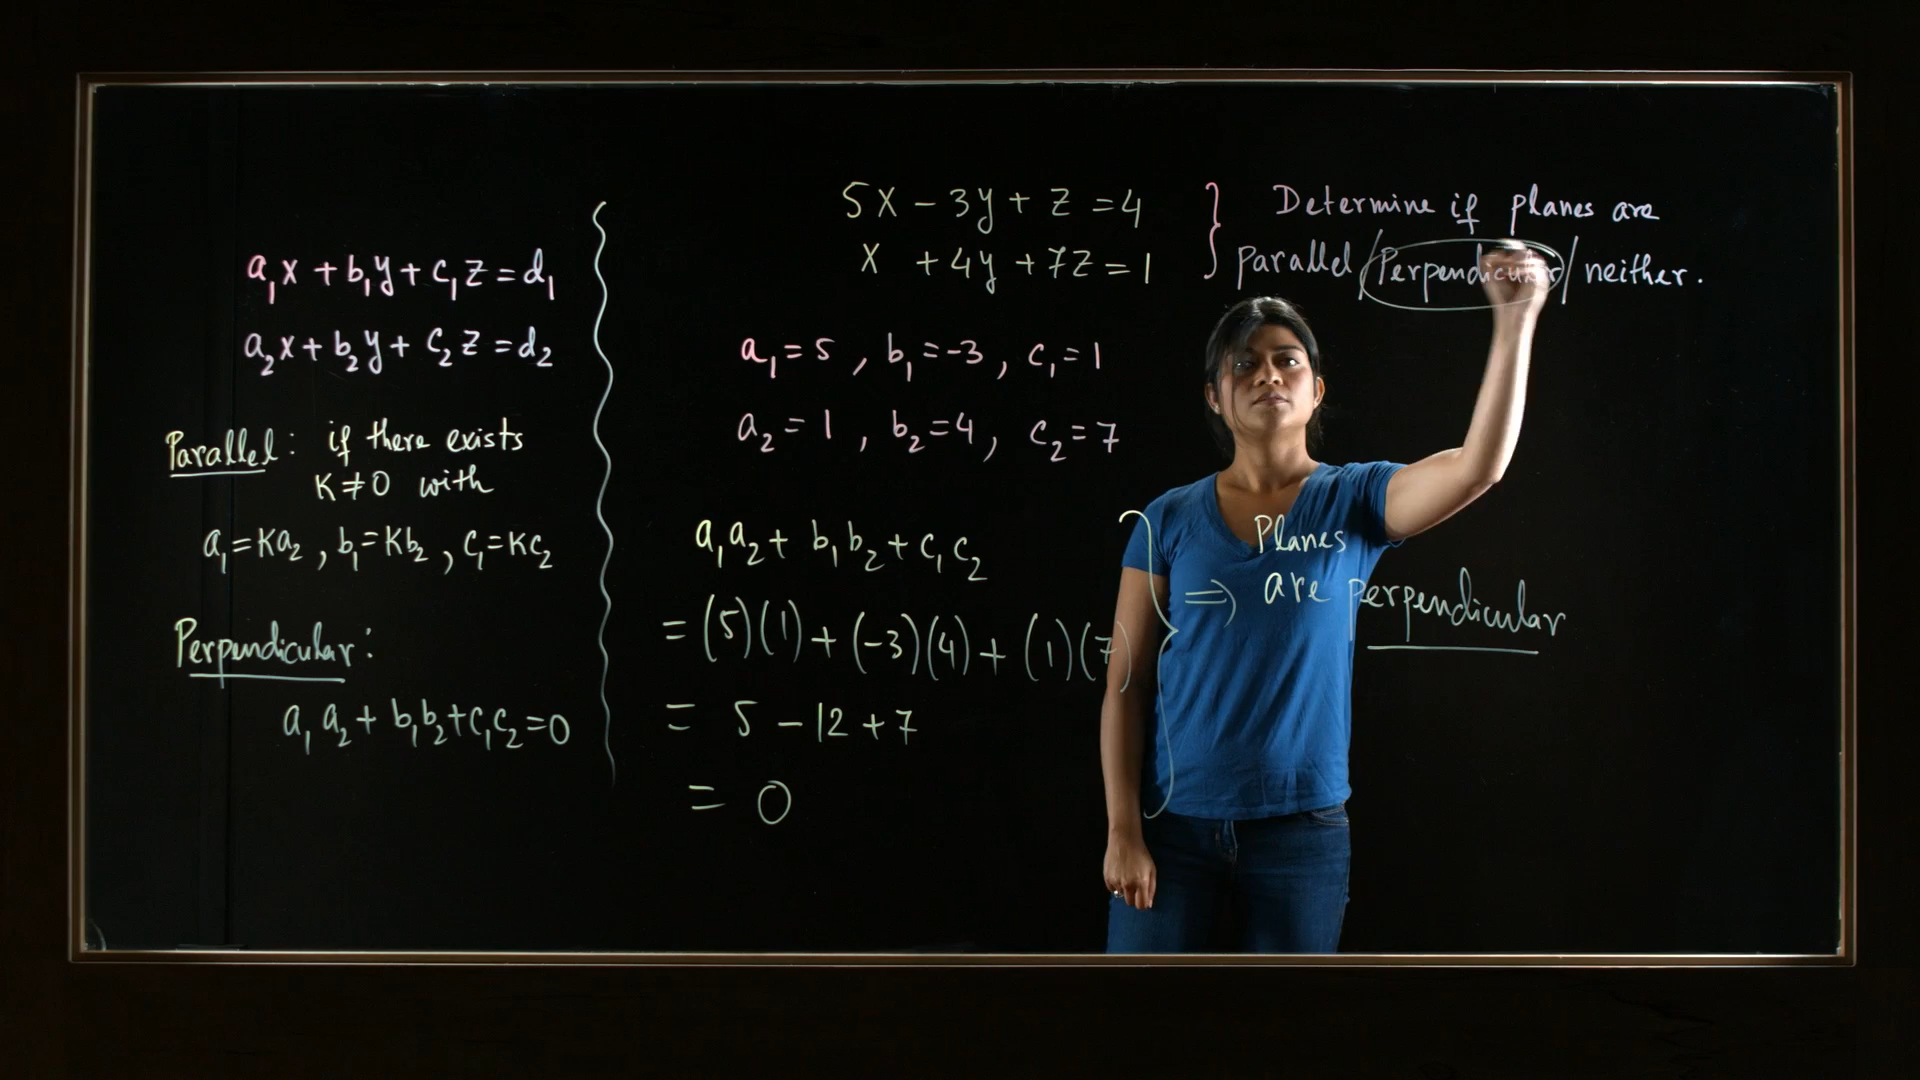 a₁x + b₁y + c₁z = d₁
a₂x + b₂y + c₂z = d₂
Parallel: if there exists
K ≠ 0 with
a₁ = Ka₂, b₁ = Kb₂, c₁ = Kc₂
Perpendicular:
a₁a₂ + b₁b₂ + c₁c₂ = 0
5x - 3y + z = 4
x + 4y + 7z = 1
} Determine if planes are
parallel / Perpendicular / neither.
a₁ = 5, b₁ = -3, c₁ = 1
a₂ = 1, b₂ = 4, c₂ = 7
a₁a₂ + b₁b₂ + c₁c₂
= (5)(1) + (-3)(4) + (1)(7)
= 5 - 12 + 7
= 0
} ⇒ Planes
are perpendicular